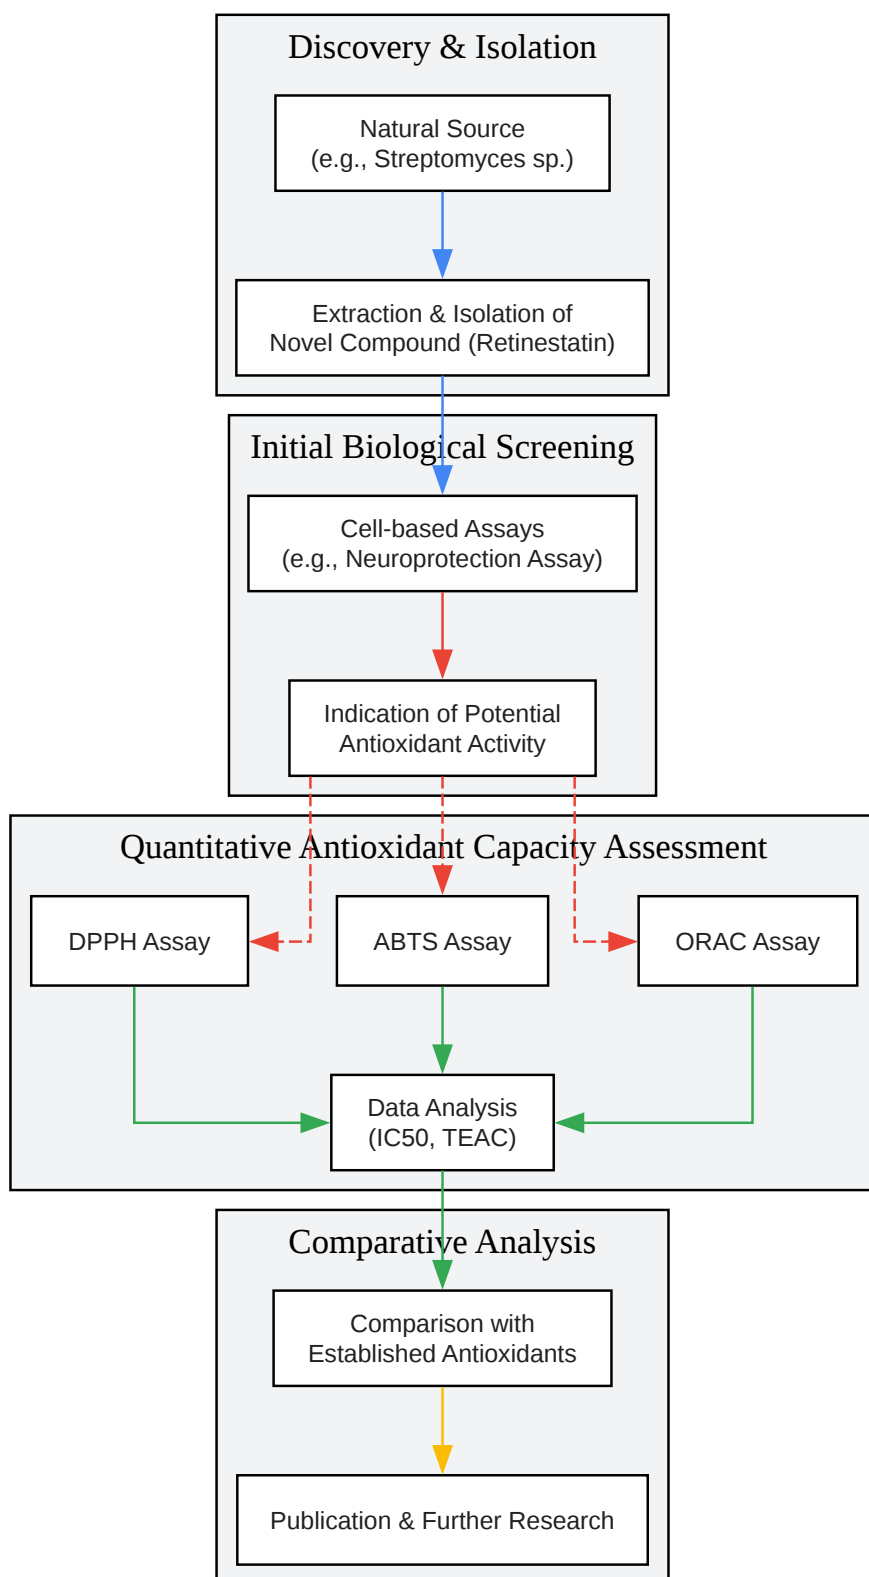 Discovery & Isolation
Natural Source
(e.g., Streptomyces sp.)
Extraction & Isolation of
Novel Compound (Retinestatin)
Initial Biological Screening
Cell-based Assays
(e.g., Neuroprotection Assay)
Indication of Potential
Antioxidant Activity
Quantitative Antioxidant Capacity Assessment
DPPH Assay
ABTS Assay
ORAC Assay
Data Analysis
(IC50, TEAC)
Comparative Analysis
Comparison with
Established Antioxidants
Publication & Further Research